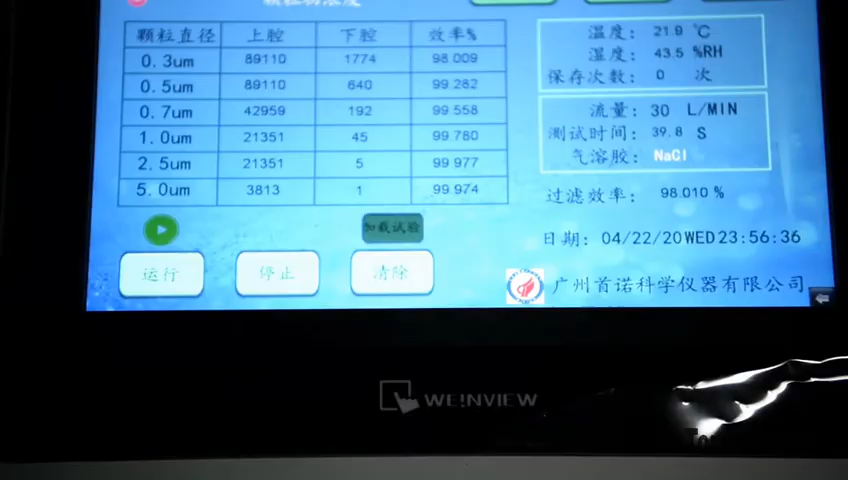 颗粒物浓度
颗粒直径 上腔 下腔 效率%
0.3um 89110 1774 98 009
0.5um 89110 640 99.282
0.7um 42959 192 99 558
1.0um 21351 45 99 780
2.5um 21351 5 99 977
5.0um 3813 1 99 974
加载试验
运行 停止 清除
温度: 21.9 ℃
湿度: 43.5 %RH
保存次数: 0 次
流量: 30 L/MIN
测试时间: 39.8 S
气溶胶: NaCl
过滤效率: 98.010 %
日期: 04/22/20WED23:56:36
广州首诺科学仪器有限公司
WE!NVIEW